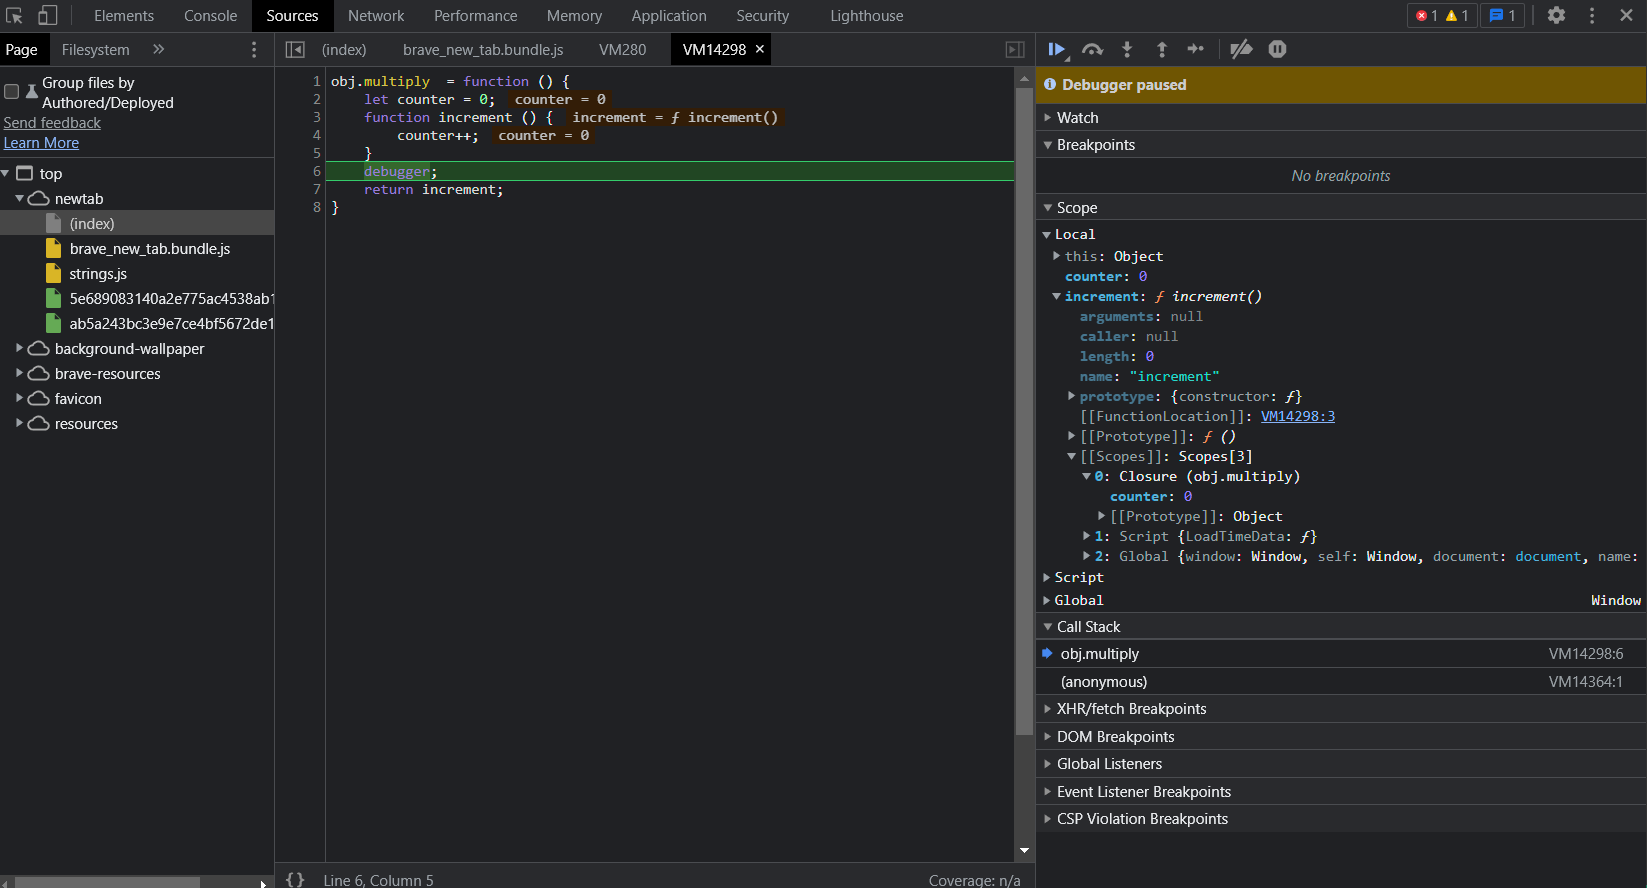 Elements Console Sources Network Performance Memory Application Security Lighthouse 1 1 1
Page Filesystem
(index) brave_new_tab.bundle.js VM280 VM14298 ×
Group files by
Authored/Deployed
Send feedback
Learn More
top
newtab
(index)
brave_new_tab.bundle.js
strings.js
5e689083140a2e775ac4538ab1
ab5a243bc3e9e7ce4bf5672de1
background-wallpaper
brave-resources
favicon
resources
1 obj.multiply  = function () {
2     let counter = 0;  counter = 0
3     function increment () {  increment = ƒ increment()
4         counter++;  counter = 0
5     }
6     debugger;
7     return increment;
8 }
{} Line 6, Column 5 Coverage: n/a
Debugger paused
Watch
Breakpoints
No breakpoints
Scope
Local
this: Object
counter: 0
increment: ƒ increment()
arguments: null
caller: null
length: 0
name: "increment"
prototype: {constructor: ƒ}
[[FunctionLocation]]: VM14298:3
[[Prototype]]: ƒ ()
[[Scopes]]: Scopes[3]
0: Closure (obj.multiply)
counter: 0
[[Prototype]]: Object
1: Script {LoadTimeData: ƒ}
2: Global {window: Window, self: Window, document: document, name:
Script
Global Window
Call Stack
obj.multiply VM14298:6
(anonymous) VM14364:1
XHR/fetch Breakpoints
DOM Breakpoints
Global Listeners
Event Listener Breakpoints
CSP Violation Breakpoints